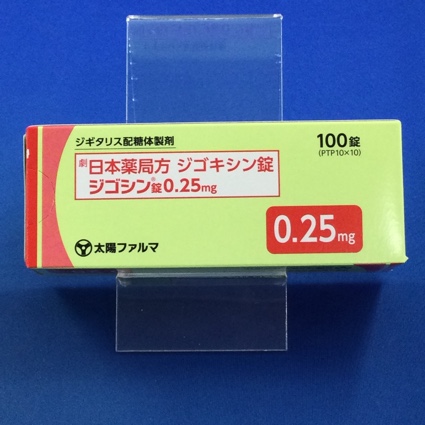 ジギタリス配糖体製剤
100錠
(PTP10×10)
劇 日本薬局方 ジゴキシン錠
ジゴシン®錠0.25mg
0.25mg
太陽ファルマ